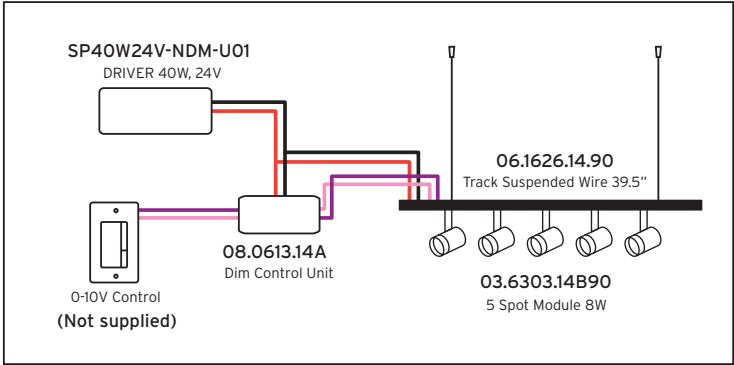 SP40W24V-NDM-U01
DRIVER 40W, 24V
06.1626.14.90
Track Suspended Wire 39.5”
08.0613.14A
Dim Control Unit
03.6303.14B90
5 Spot Module 8W
0-10V Control
(Not supplied)